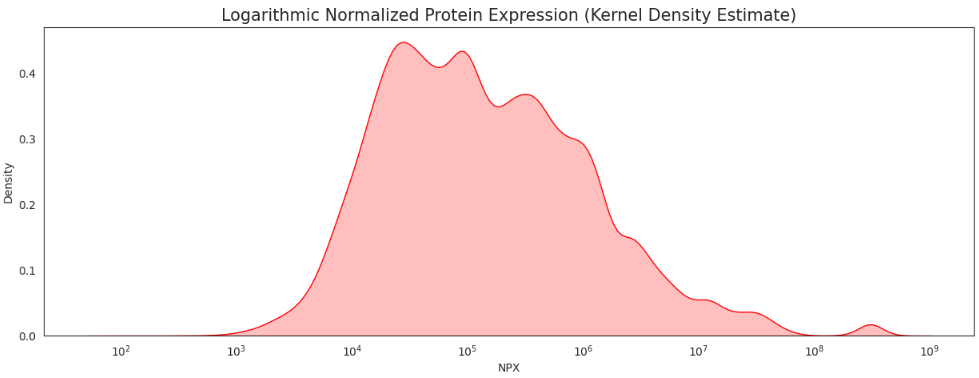 Logarithmic Normalized Protein Expression (Kernel Density Estimate)
Density
0.4
0.3
0.2
0.1
0.0
10² 10³ 10⁴ 10⁵ 10⁶ 10⁷ 10⁸ 10⁹
NPX